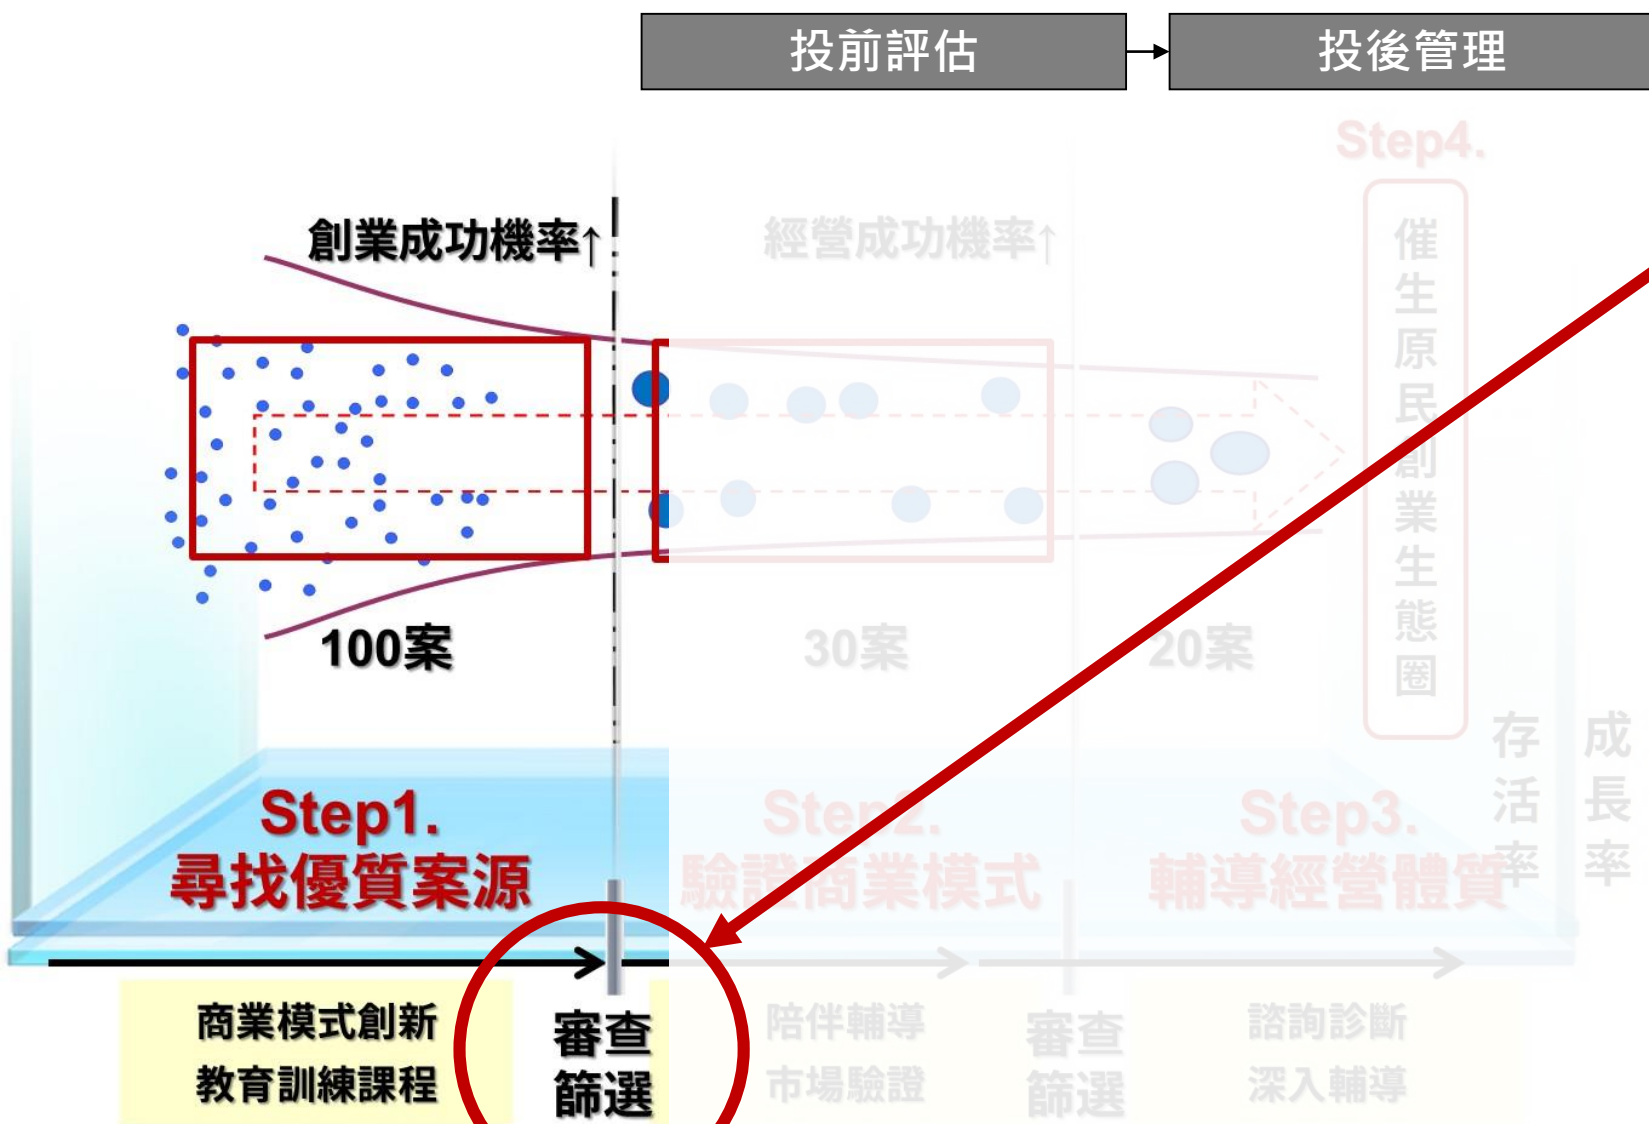 投前評估
投後管理
Step4.
催生原民創業生態圈
創業成功機率↑
經營成功機率↑
100案
30案
20案
存活率
成長率
Step1.
尋找優質案源
Step2.
驗證商業模式
Step3.
輔導經營體質
商業模式創新
教育訓練課程
審查
篩選
陪伴輔導
市場驗證
審查
篩選
諮詢診斷
深入輔導